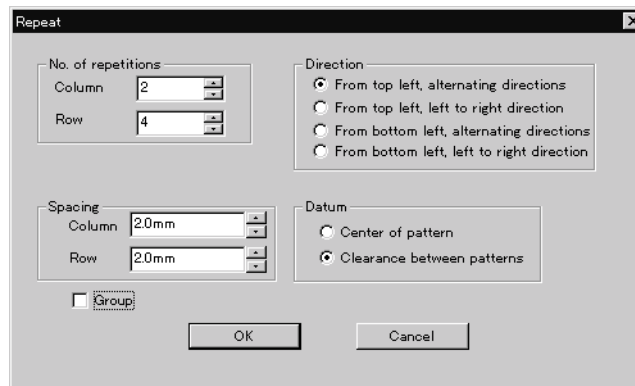 Repeat
No. of repetitions
Column 2
Row 4
Direction
From top left, alternating directions
From top left, left to right direction
From bottom left, alternating directions
From bottom left, left to right direction
Spacing
Column 2.0mm
Row 2.0mm
Datum
Center of pattern
Clearance between patterns
Group
OK Cancel